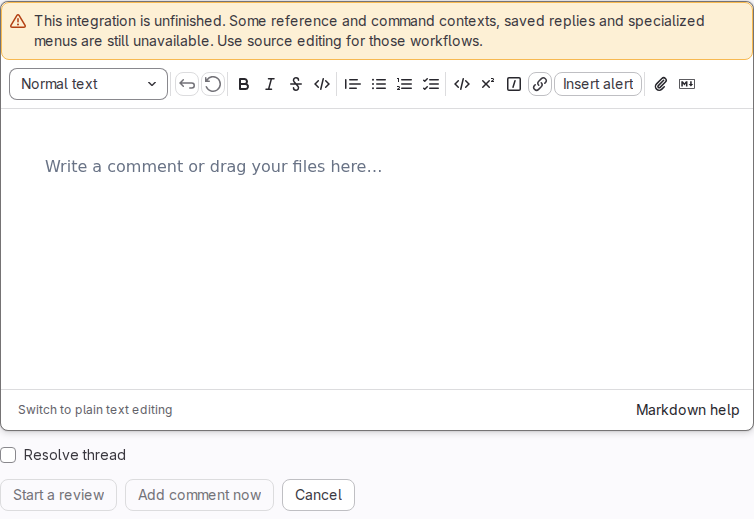 This integration is unfinished. Some reference and command contexts, saved replies and specialized
menus are still unavailable. Use source editing for those workflows.
Normal text
Insert alert
Write a comment or drag your files here...
Switch to plain text editing
Markdown help
Resolve thread
Start a review
Add comment now
Cancel